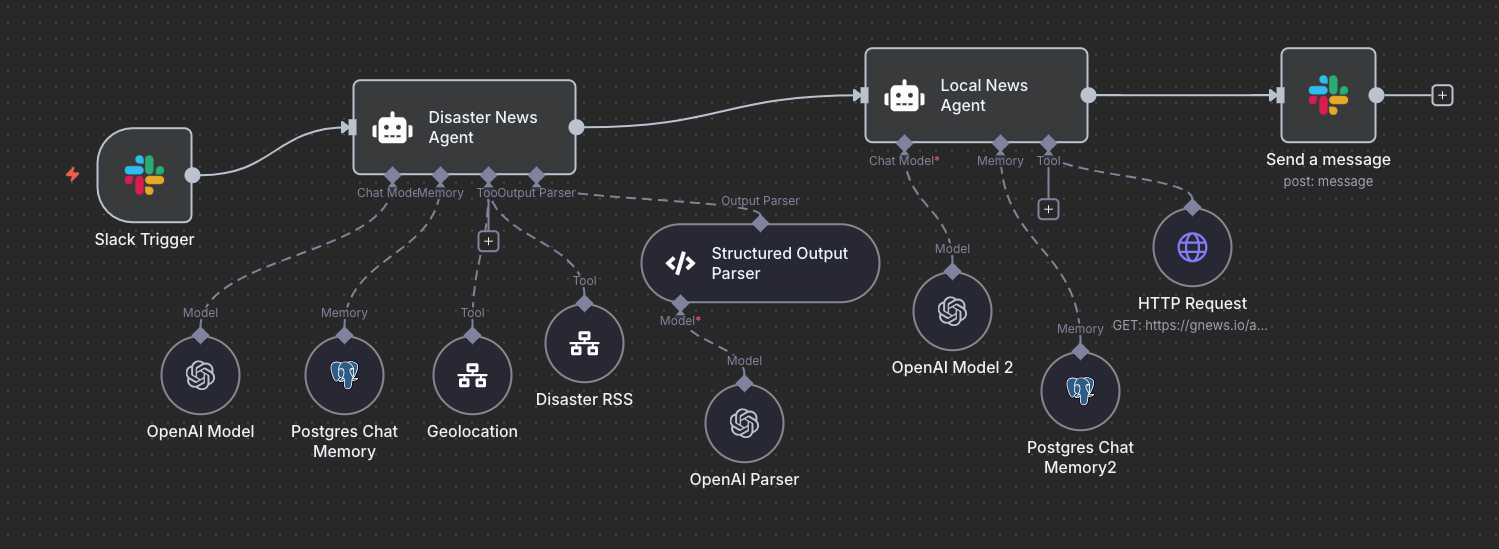 Slack Trigger
Disaster News
Agent
Chat Mode
Memory
Too
Output Parser
Model
OpenAI Model
Memory
Postgres Chat
Memory
Tool
Geolocation
Tool
Disaster RSS
Output Parser
Structured Output
Parser
Model*
Model
OpenAI Parser
Local News
Agent
Chat Model*
Memory
Tool
Model
OpenAI Model 2
Memory
Postgres Chat
Memory2
HTTP Request
GET: https://gnews.io/a...
Send a message
post: message